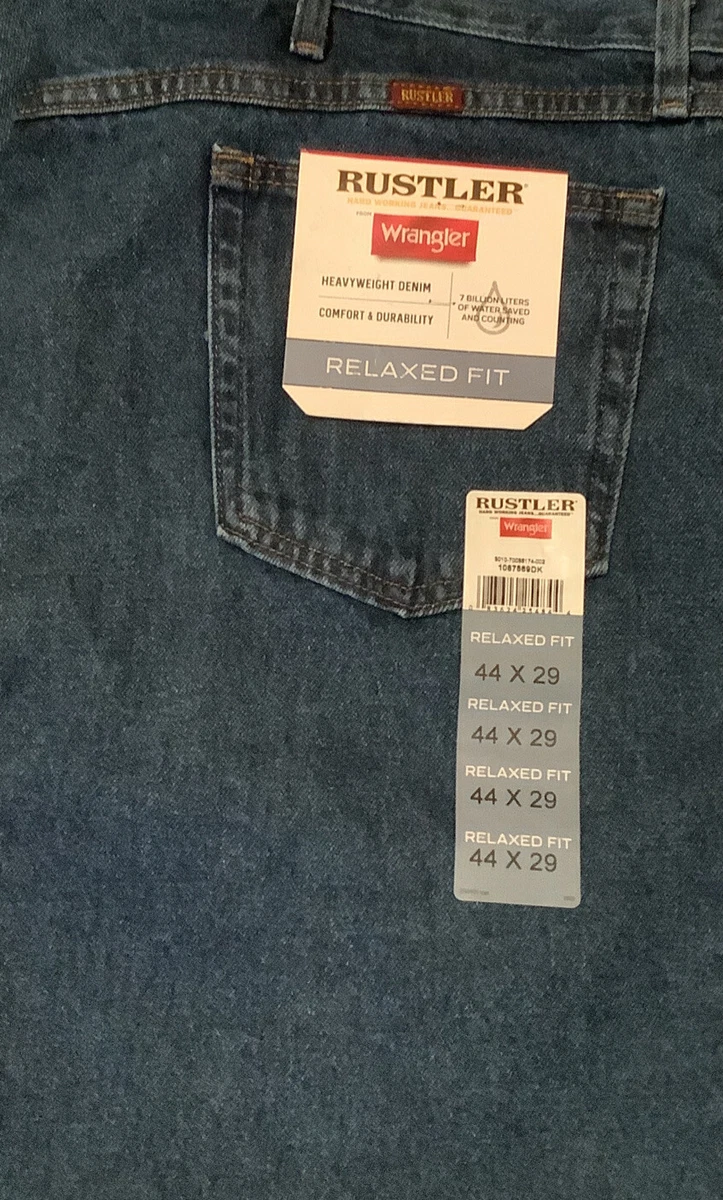 RUSTLER
RUSTLER
HARD WORKING JEANS...GUARANTEED
FROM
Wrangler
HEAVYWEIGHT DENIM
COMFORT & DURABILITY
7 BILLION LITERS
OF WATER SAVED
AND COUNTING
RELAXED FIT
RUSTLER
HARD WORKING JEANS...GUARANTEED
Wrangler
1087569DK
RELAXED FIT
44 X 29
RELAXED FIT
44 X 29
RELAXED FIT
44 X 29
RELAXED FIT
44 X 29